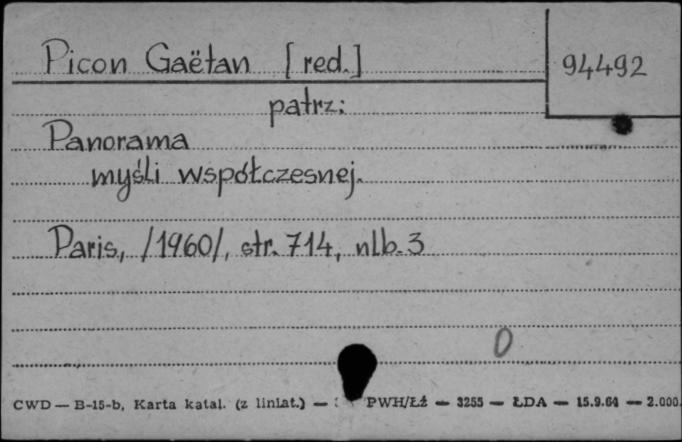 Picon Gaëtan [red.]
94492
patrz:
Panorama
myśli współczesnej.
Paris, /1960/, str. 714, nlb. 3
0
CWD — B-15-b, Karta katal. (z liniat.) — PWH/Łź — 3255 — ŁDA — 15.9.64 — 2.000.